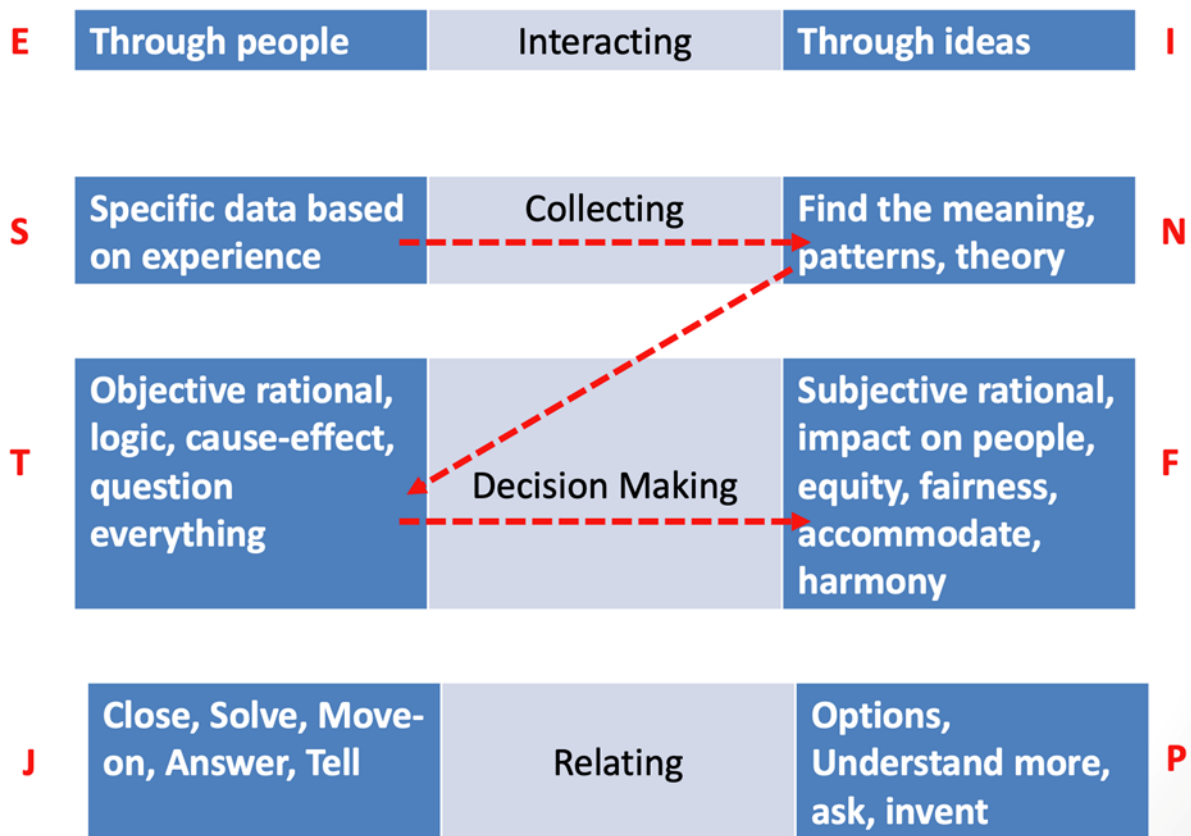 E
Through people
Interacting
Through ideas
I
S
Specific data based
on experience
Collecting
Find the meaning,
patterns, theory
N
T
Objective rational,
logic, cause-effect,
question
everything
Decision Making
Subjective rational,
impact on people,
equity, fairness,
accommodate,
harmony
F
J
Close, Solve, Move-
on, Answer, Tell
Relating
Options,
Understand more,
ask, invent
P